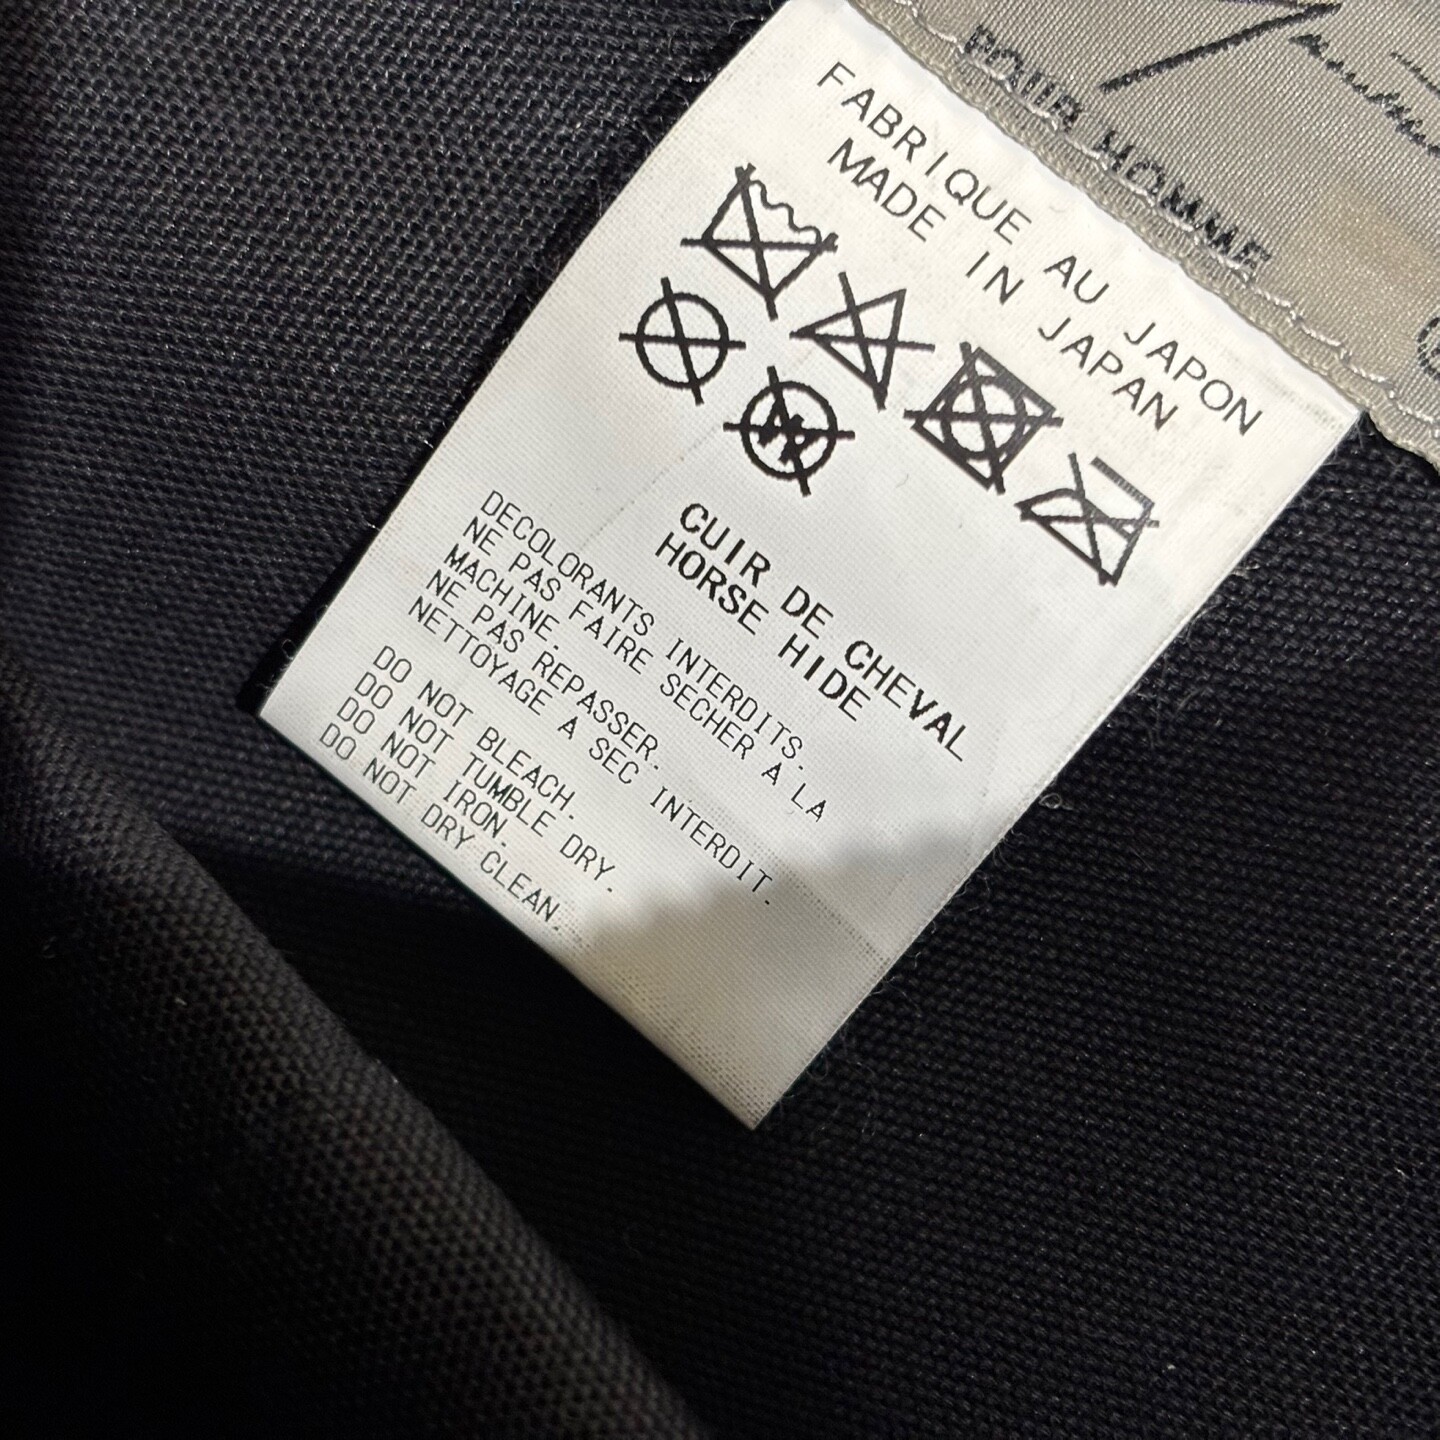 POUR HOMME
FABRIQUE AU JAPON
MADE IN JAPAN
W
CUIR DE CHEVAL
HORSE HIDE
DECOLORANTS INTERDITS.
NE PAS FAIRE SECHER A LA
MACHINE.
NE PAS REPASSER.
NETTOYAGE A SEC INTERDIT.
DO NOT BLEACH.
DO NOT TUMBLE DRY.
DO NOT IRON.
DO NOT DRY CLEAN.